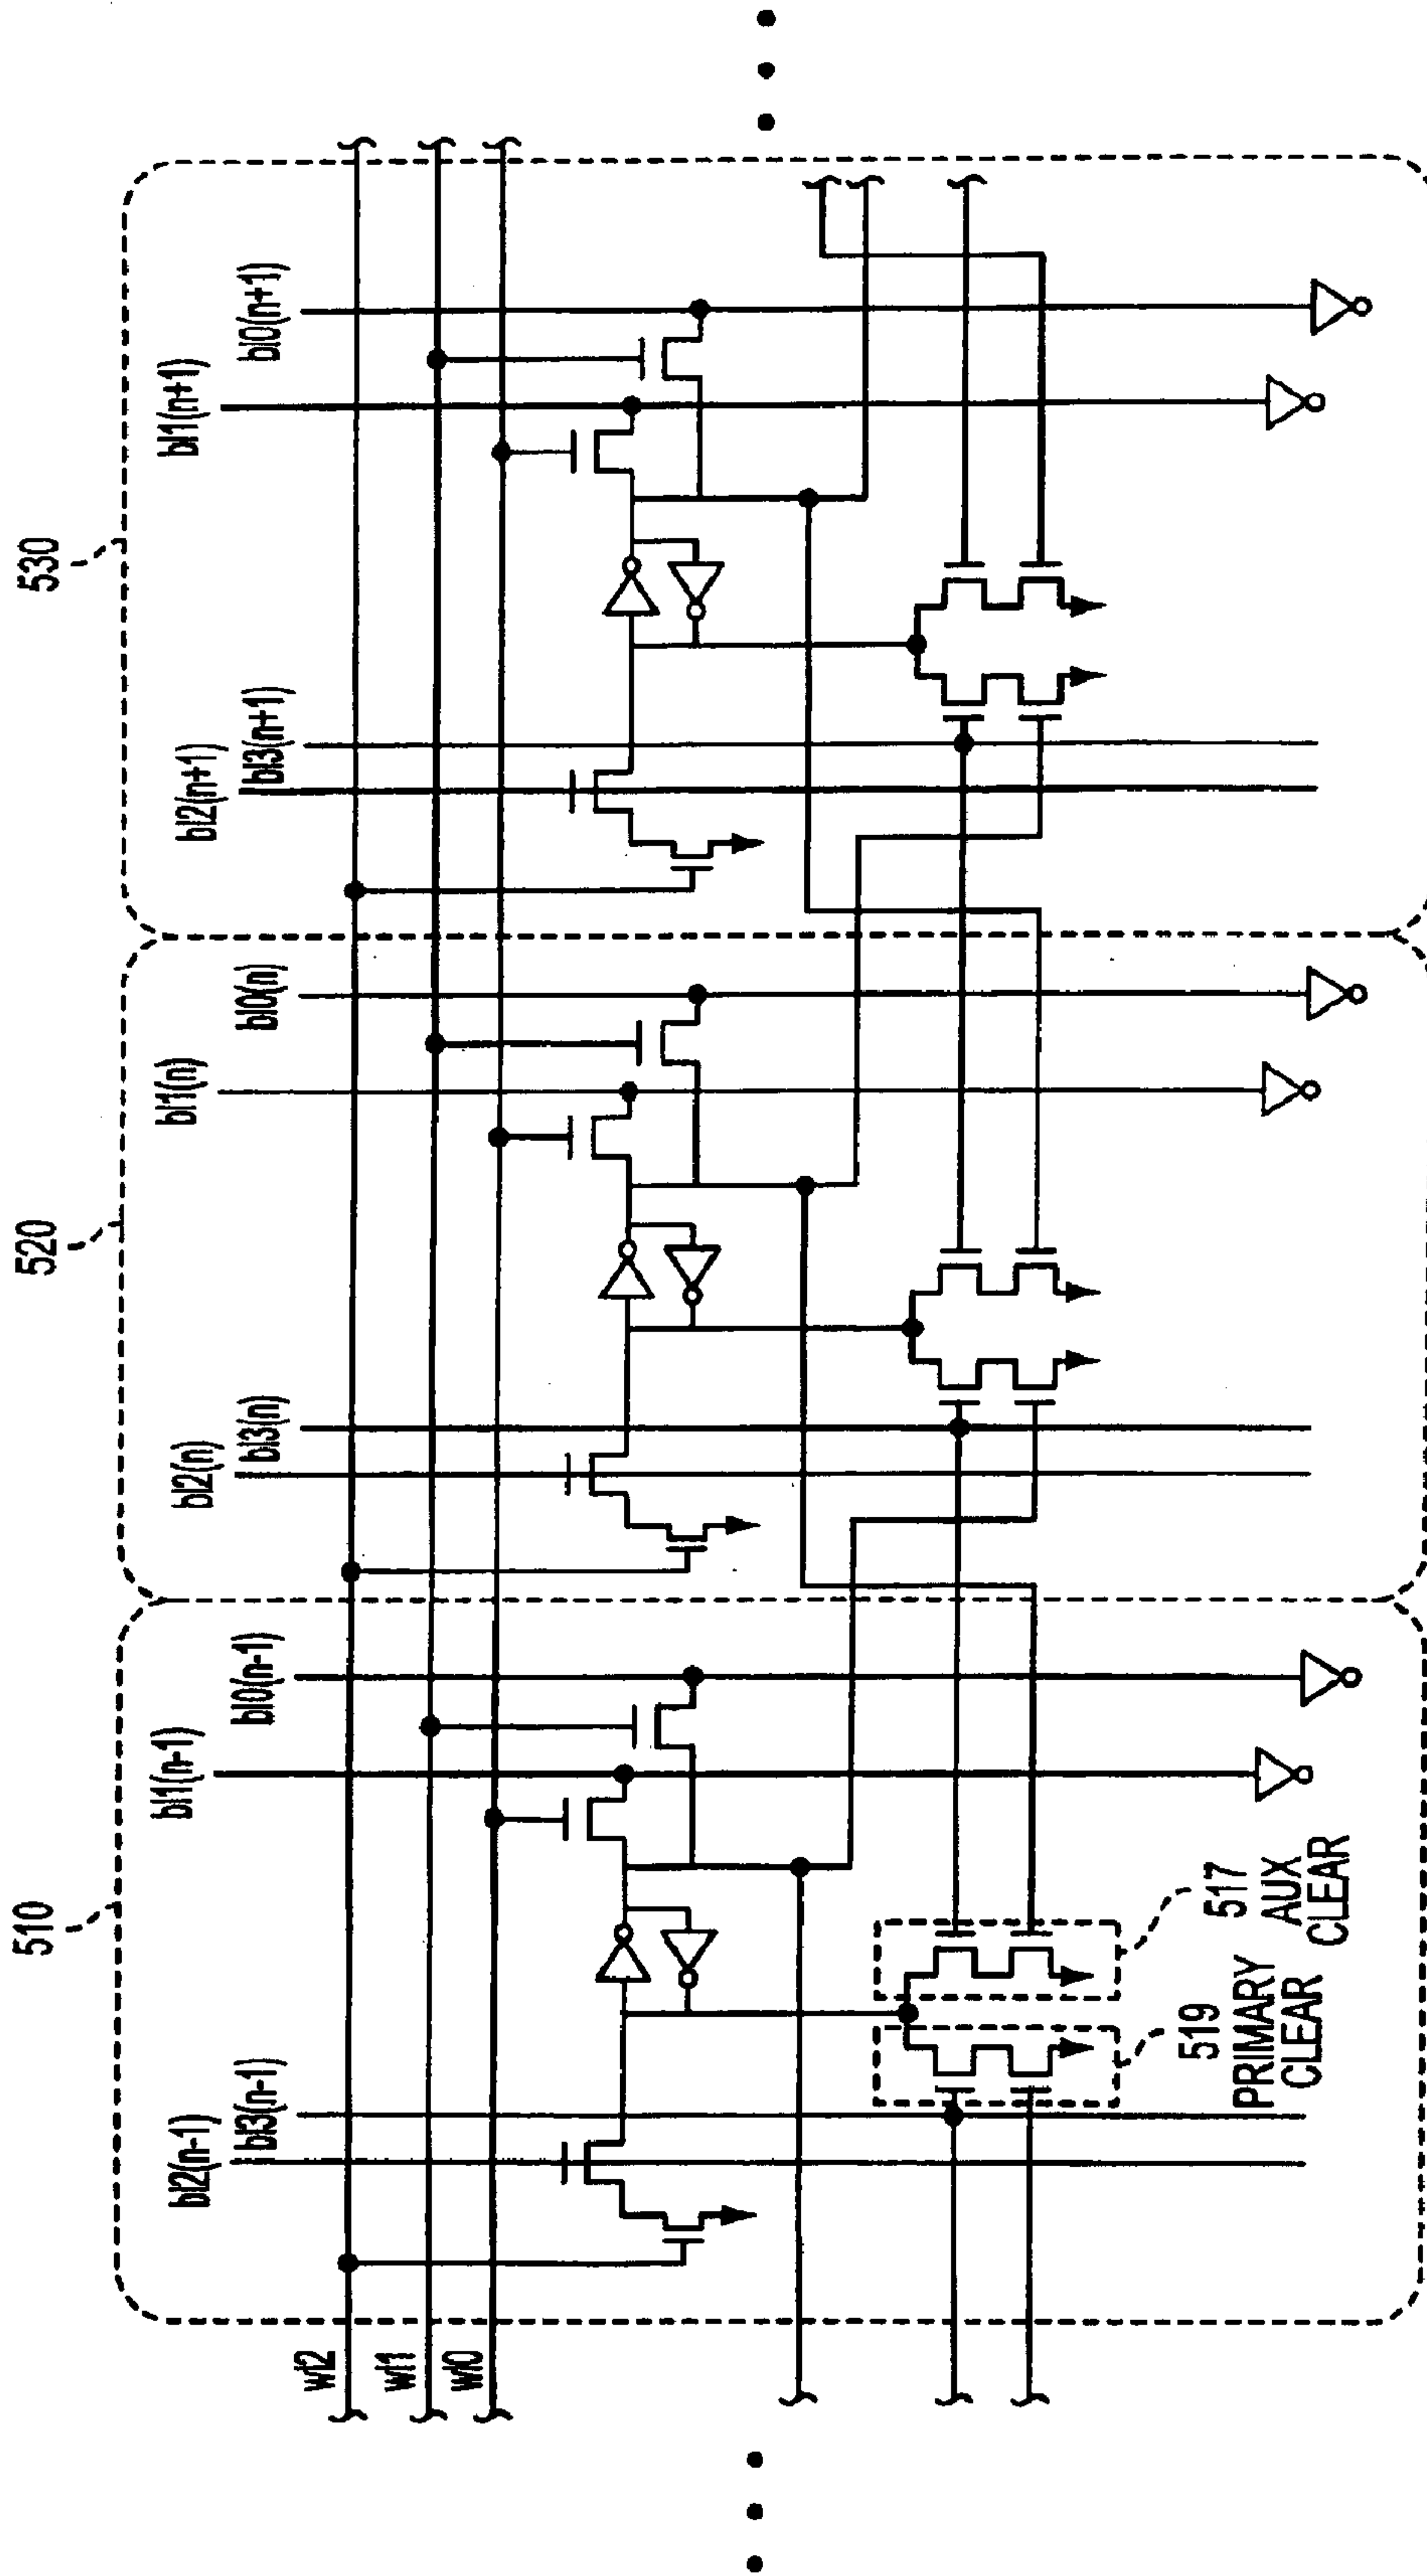 510
520
530
bl1(n-1)
bl0(n-1)
bl2(n-1)
bl3(n-1)
bl1(n)
bl0(n)
bl2(n)
bl3(n)
bl1(n+1)
bl0(n+1)
bl2(n+1)
bl3(n+1)
wl2
wl1
wl0
519
PRIMARY
CLEAR
517
AUX
CLEAR